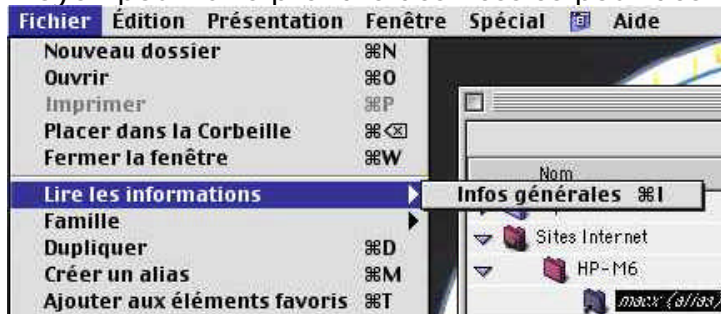 Fichier Édition Présentation Fenêtre Spécial Aide
Nouveau dossier ⌘N
Ouvrir ⌘O
Imprimer ⌘P
Placer dans la Corbeille ⌘⌫
Fermer la fenêtre ⌘W
Nom
Lire les informations Infos générales ⌘I
Famille
Sites Internet
Dupliquer ⌘D
HP-M6
Créer un alias ⌘M
macx (alias)
Ajouter aux éléments favoris ⌘T